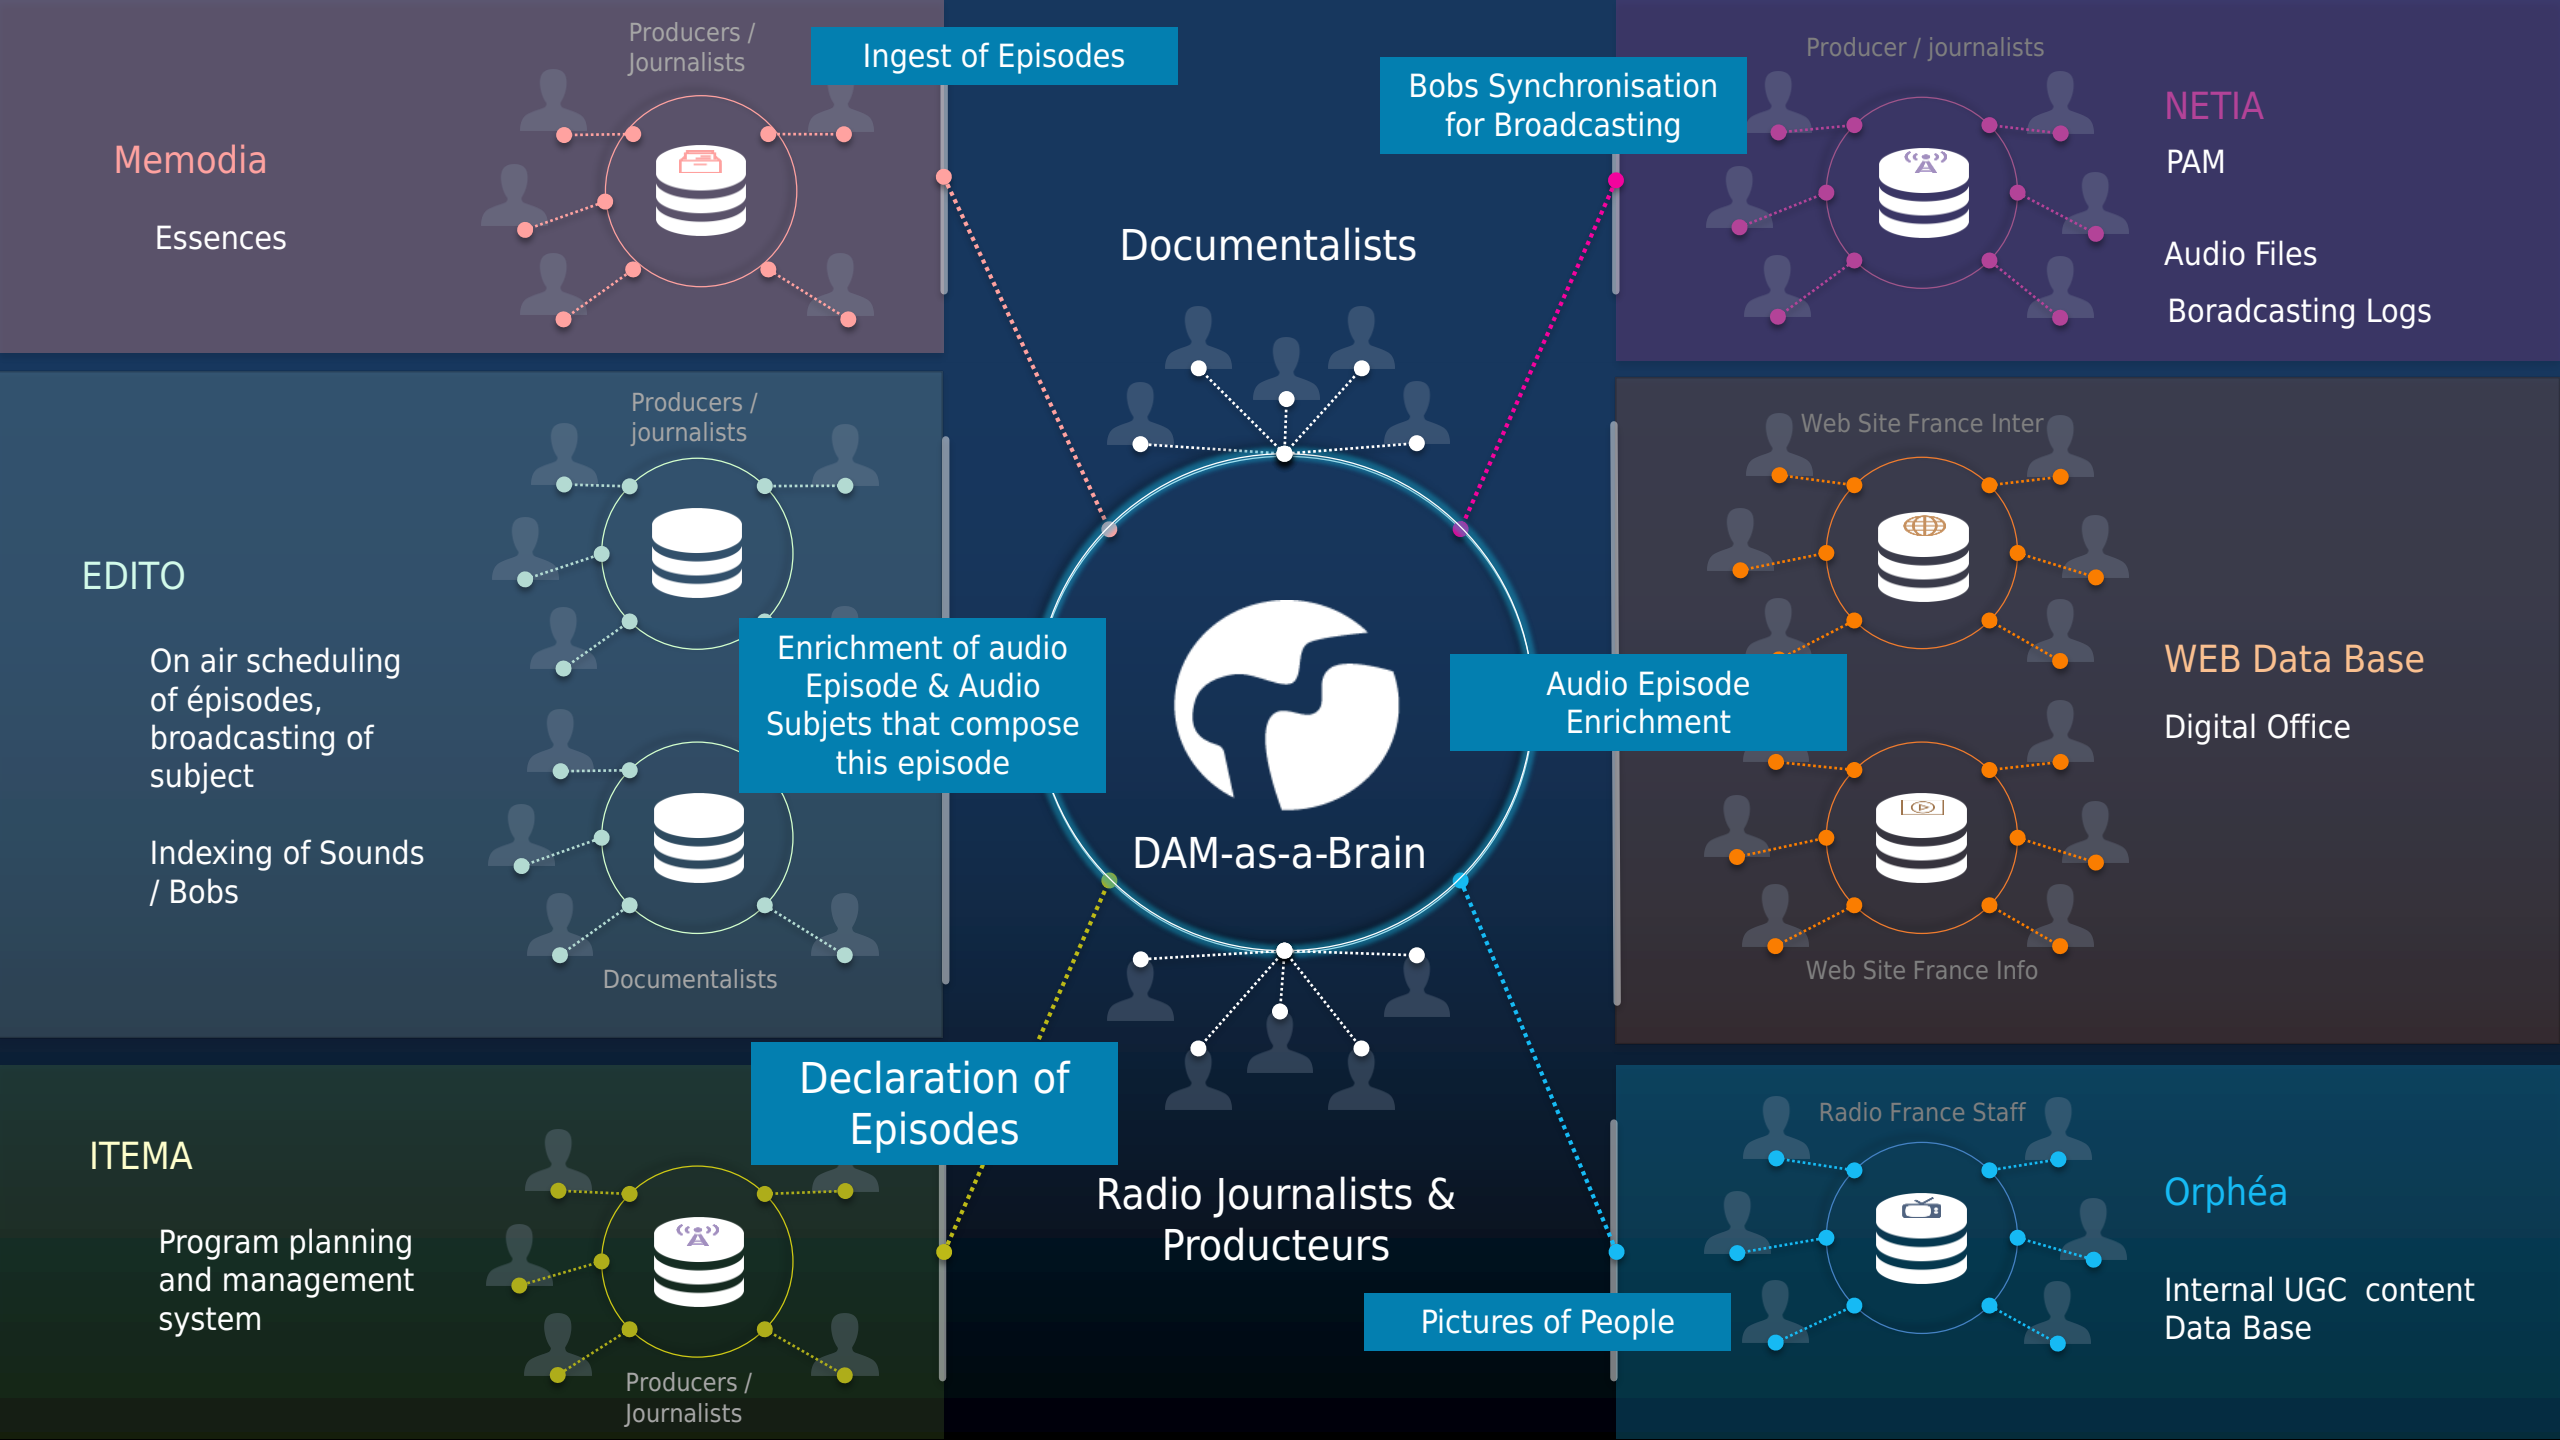 Producers /
Journalists
Ingest of Episodes
Memodia
Essences
Bobs Synchronisation
for Broadcasting
Producer / journalists
NETIA
PAM
Audio Files
Boradcasting Logs
Documentalists
Producers /
journalists
EDITO
On air scheduling
of épisodes,
broadcasting of
subject
Indexing of Sounds
/ Bobs
Documentalists
Enrichment of audio
Episode & Audio
Subjets that compose
this episode
DAM-as-a-Brain
Audio Episode
Enrichment
Web Site France Inter
WEB Data Base
Digital Office
Web Site France Info
Declaration of
Episodes
ITEMA
Program planning
and management
system
Producers /
Journalists
Radio Journalists &
Producteurs
Pictures of People
Radio France Staff
Orphéa
Internal UGC  content
Data Base